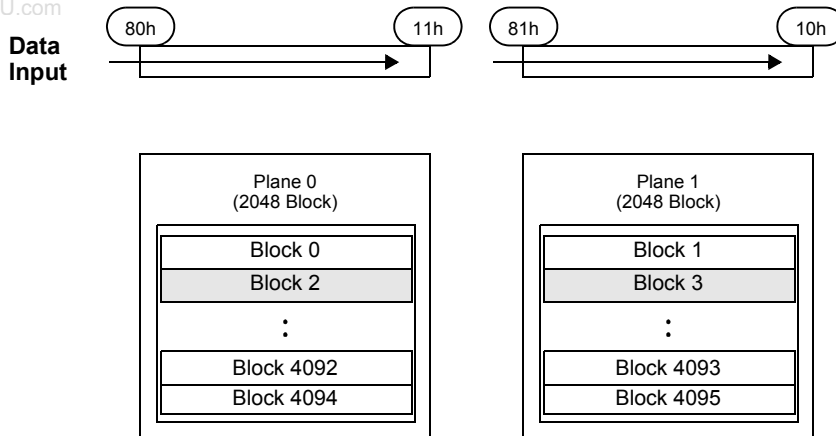 U.com
80h 11h 81h 10h
Data
Input
Plane 0
(2048 Block)
Block 0
Block 2
:
Block 4092
Block 4094
Plane 1
(2048 Block)
Block 1
Block 3
:
Block 4093
Block 4095